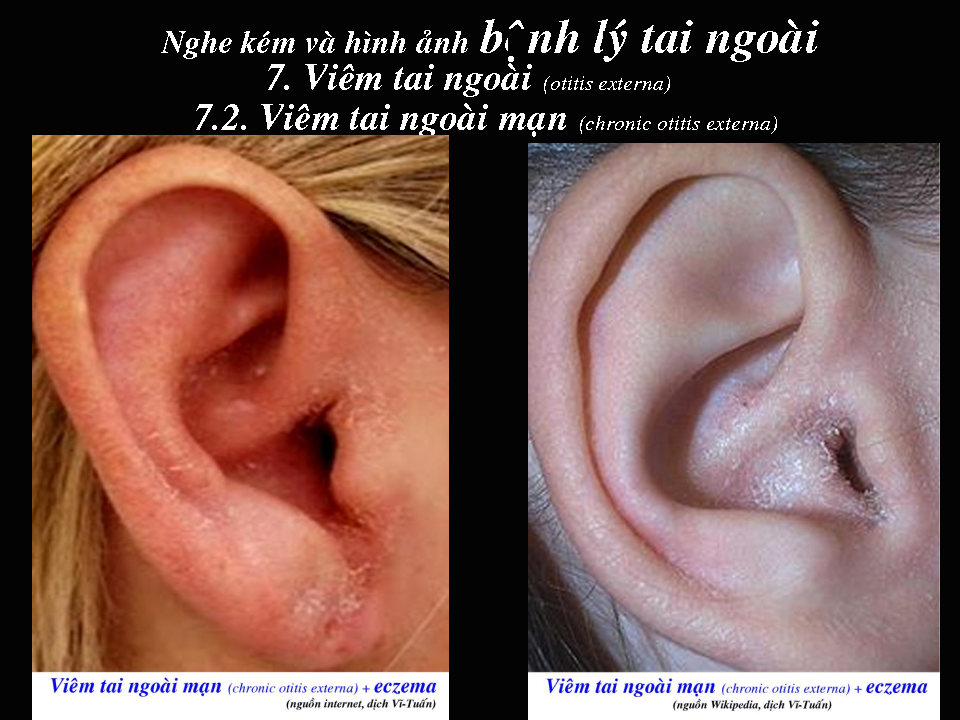 Nghe kém và hình ảnh bệnh lý tai ngoài
7. Viêm tai ngoài (otitis externa)
7.2. Viêm tai ngoài mạn (chronic otitis externa)
Viêm tai ngoài mạn (chronic otitis externa) + eczema
(nguồn internet, dịch Vĩ-Tuấn)
Viêm tai ngoài mạn (chronic otitis externa) + eczema
(nguồn Wikipedia, dịch Vĩ-Tuấn)